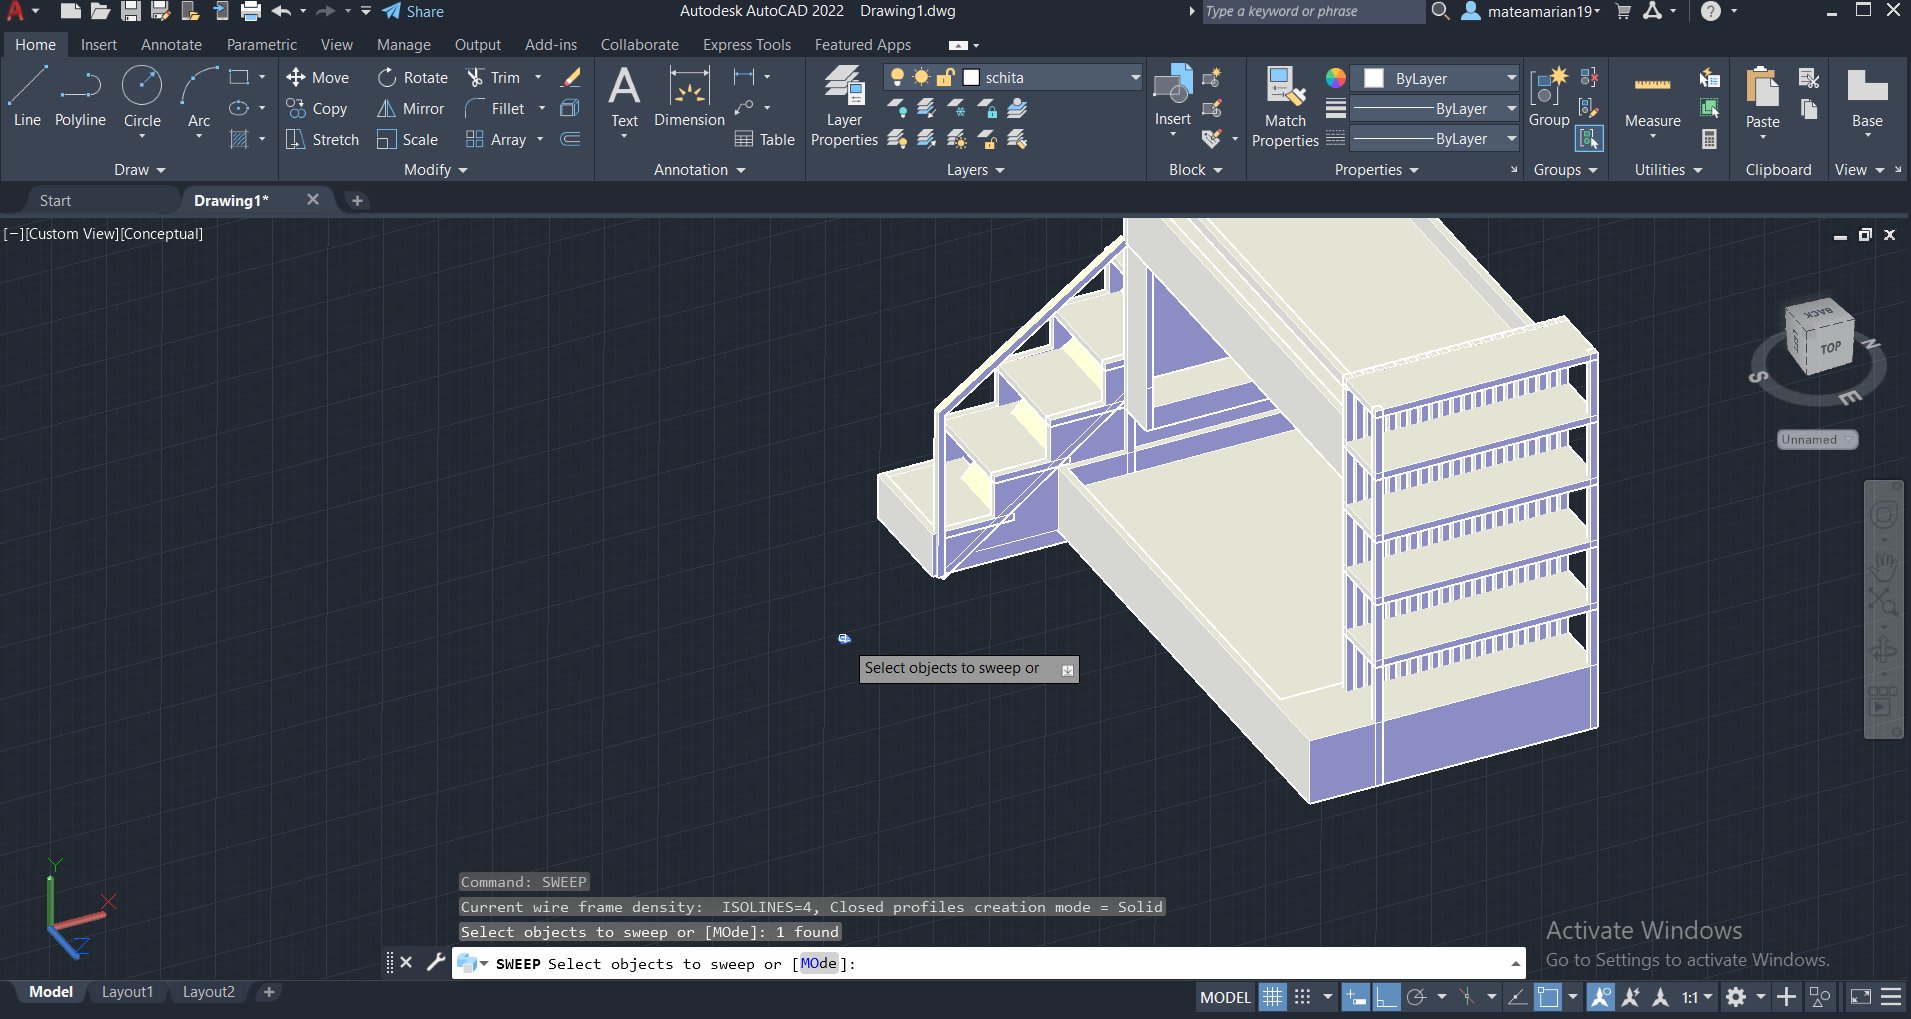 Share
Autodesk AutoCAD 2022 Drawing1.dwg
Type a keyword or phrase
mateamarian19
Home Insert Annotate Parametric View Manage Output Add-ins Collaborate Express Tools Featured Apps
Line Polyline Circle Arc
Move Rotate Trim
Copy Mirror Fillet
Stretch Scale Array
Text Dimension Table
Layer Properties
schita
Insert
Match Properties
ByLayer
ByLayer
ByLayer
Group
Measure
Paste
Base
Draw Modify Annotation Layers Block Properties Groups Utilities Clipboard View
Start Drawing1*
[−][Custom View][Conceptual]
BACK
TOP
N
S
E
Unnamed
Select objects to sweep or
Y
X
Z
Command: SWEEP
Current wire frame density: ISOLINES=4, Closed profiles creation mode = Solid
Select objects to sweep or [MOde]: 1 found
SWEEP Select objects to sweep or [MOde]:
Activate Windows
Go to Settings to activate Windows.
Model Layout1 Layout2
MODEL 1:1